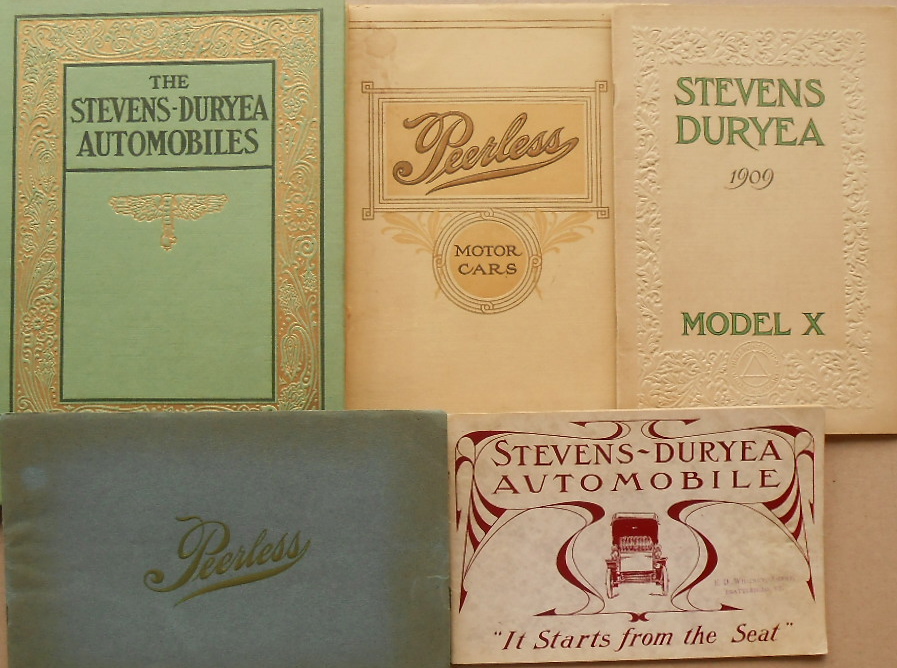 THE
STEVENS-DURYEA
AUTOMOBILES
Peerless
MOTOR
CARS
STEVENS
DURYEA
1909
MODEL X
Peerless
STEVENS-DURYEA
AUTOMOBILE
"It Starts from the Seat"